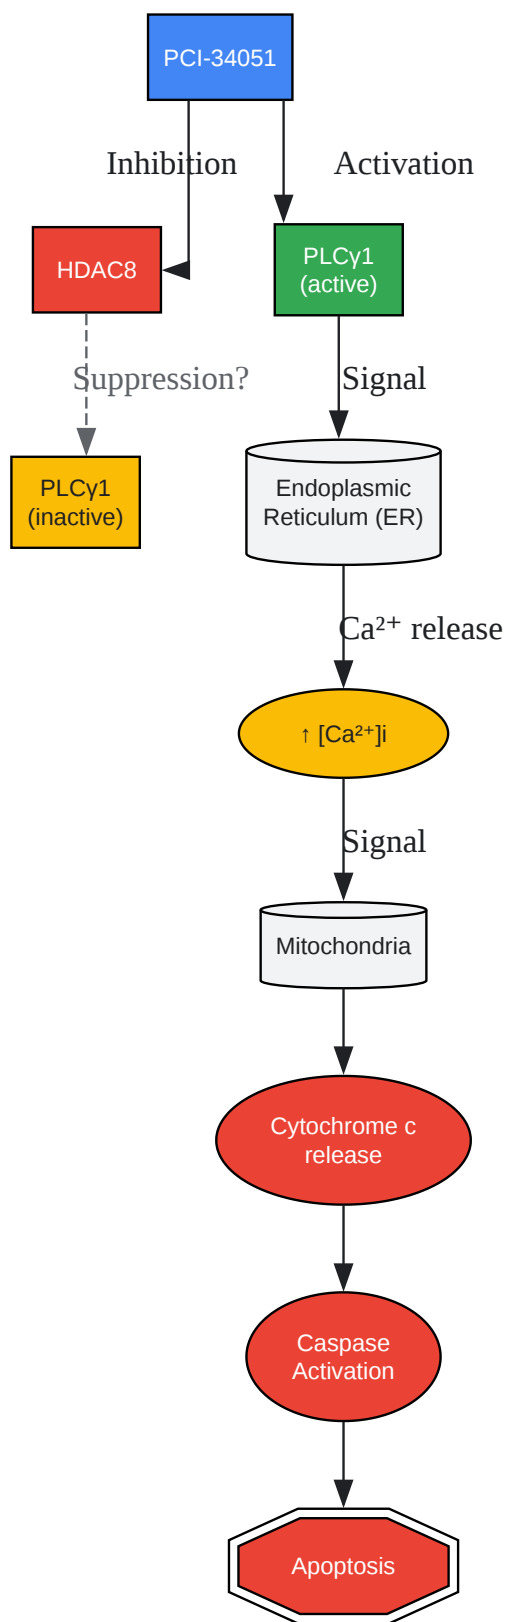 PCI-34051
Inhibition
Activation
HDAC8
PLCγ1
(active)
Suppression?
Signal
PLCγ1
(inactive)
Endoplasmic
Reticulum (ER)
Ca²⁺ release
↑ [Ca²⁺]i
Signal
Mitochondria
Cytochrome c
release
Caspase
Activation
Apoptosis